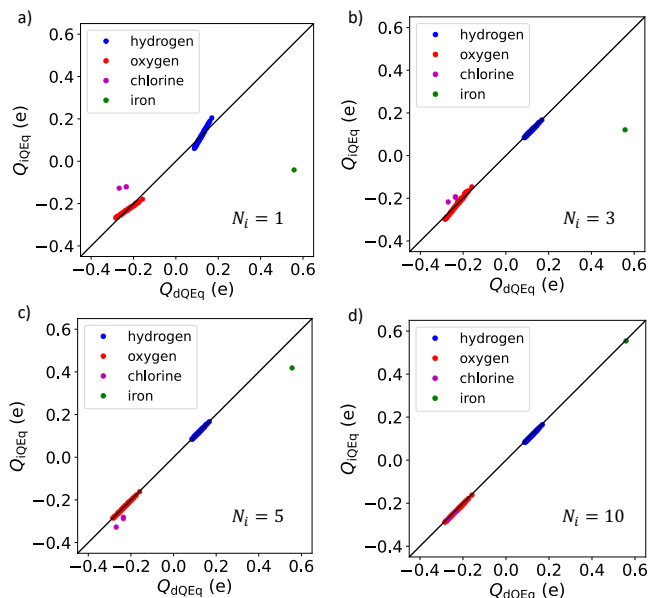 a)
0.6
0.4
0.2
0.0
−0.2
−0.4
Q_iQEq (e)
hydrogen
oxygen
chlorine
iron
N_i = 1
−0.4 −0.2 0.0 0.2 0.4 0.6
Q_dQEq (e)
b)
0.6
0.4
0.2
0.0
−0.2
−0.4
Q_iQEq (e)
hydrogen
oxygen
chlorine
iron
N_i = 3
−0.4 −0.2 0.0 0.2 0.4 0.6
Q_dQEq (e)
c)
0.6
0.4
0.2
0.0
−0.2
−0.4
Q_iQEq (e)
hydrogen
oxygen
chlorine
iron
N_i = 5
−0.4 −0.2 0.0 0.2 0.4 0.6
Q_dQEq (e)
d)
0.6
0.4
0.2
0.0
−0.2
−0.4
Q_iQEq (e)
hydrogen
oxygen
chlorine
iron
N_i = 10
−0.4 −0.2 0.0 0.2 0.4 0.6
Q_dQEq (e)